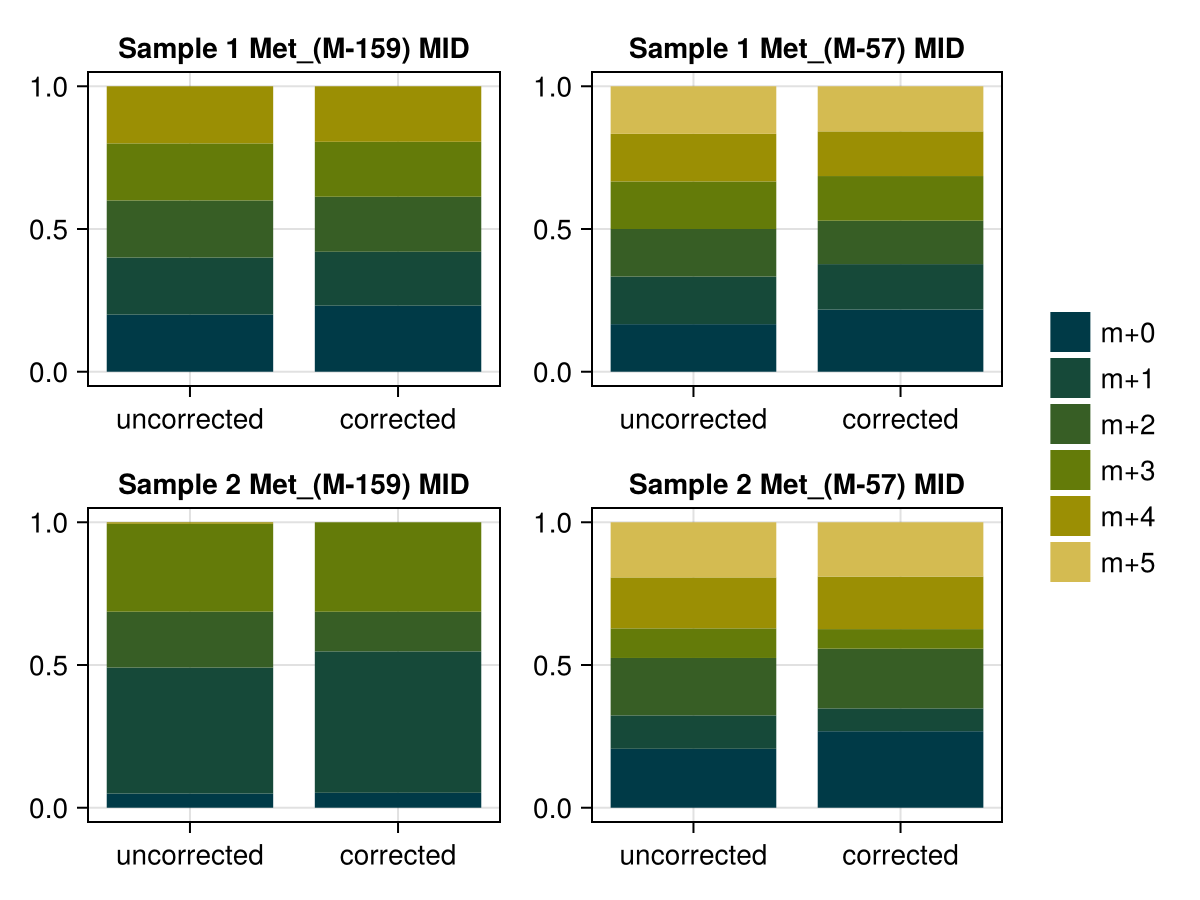 Sample 1 Met_(M-159) MID
1.0
0.5
0.0
uncorrected
corrected
Sample 1 Met_(M-57) MID
1.0
0.5
0.0
uncorrected
corrected
Sample 2 Met_(M-159) MID
1.0
0.5
0.0
uncorrected
corrected
Sample 2 Met_(M-57) MID
1.0
0.5
0.0
uncorrected
corrected
m+0
m+1
m+2
m+3
m+4
m+5